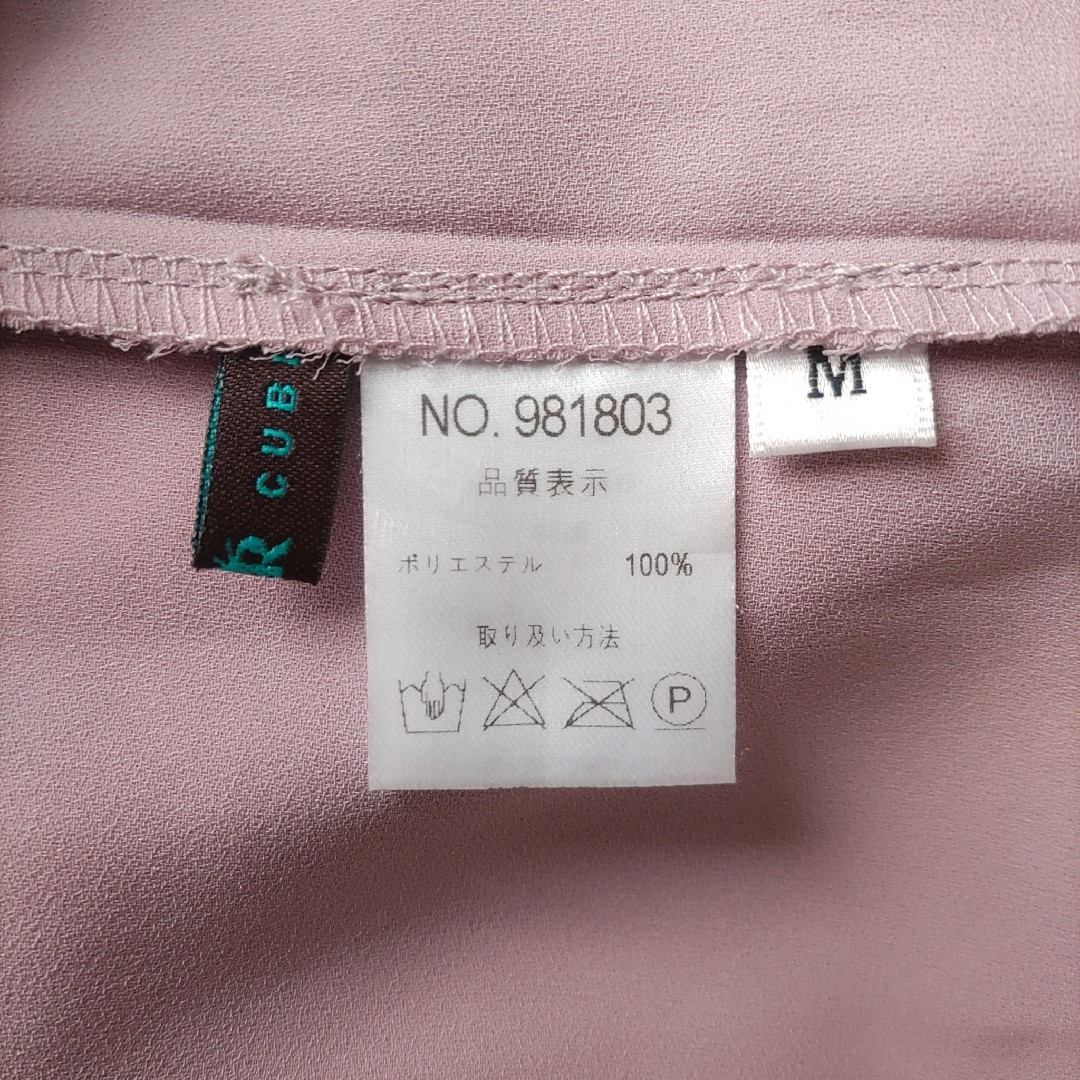 NO. 981803
品質表示
ポリエステル 100%
取り及い方法
P
M
R CUB